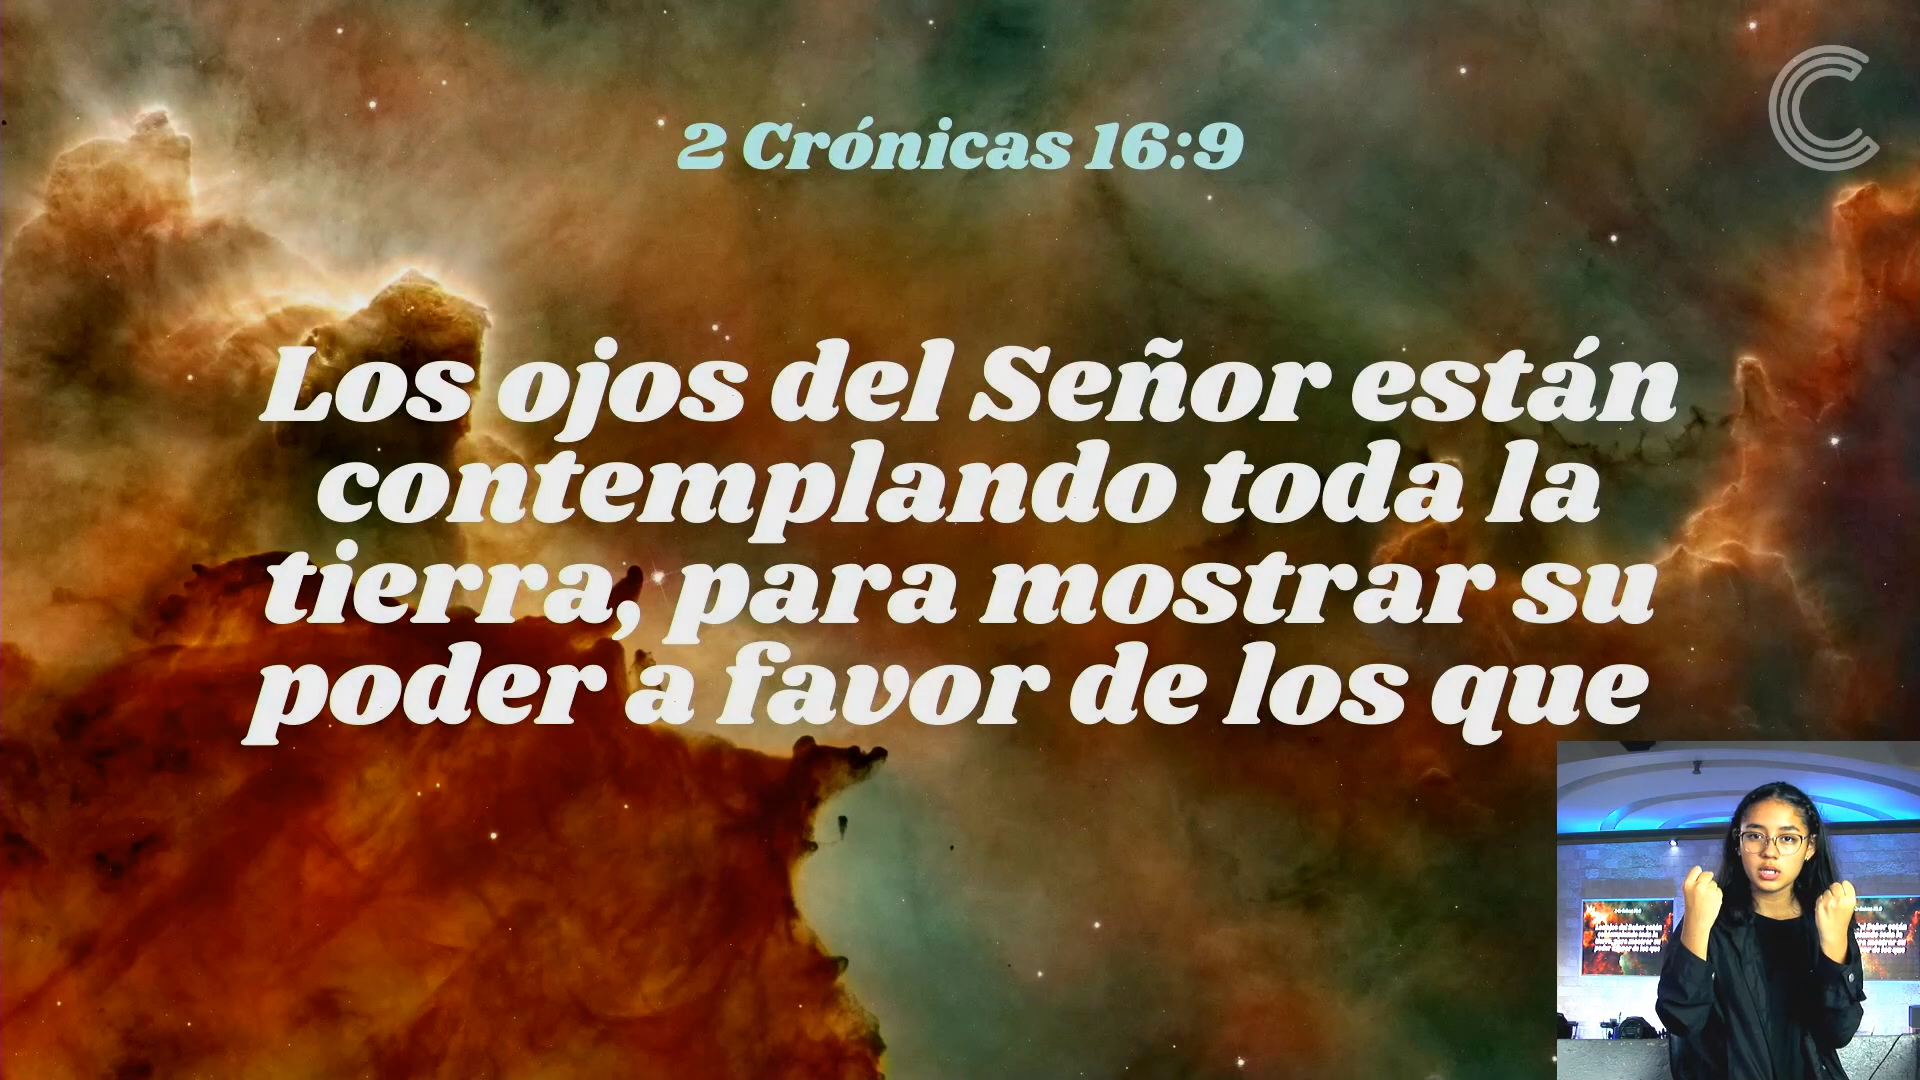 2 Crónicas 16:9
Los ojos del Señor están
contemplando toda la
tierra, para mostrar su
poder a favor de los que